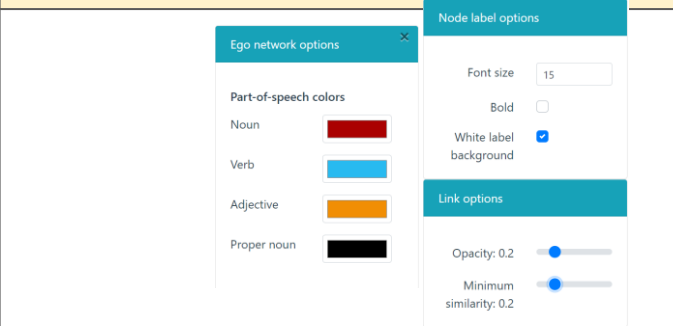 Ego network options
Part-of-speech colors
Noun
Verb
Adjective
Proper noun
Node label options
Font size 15
Bold
White label
background
Link options
Opacity: 0.2
Minimum
similarity: 0.2